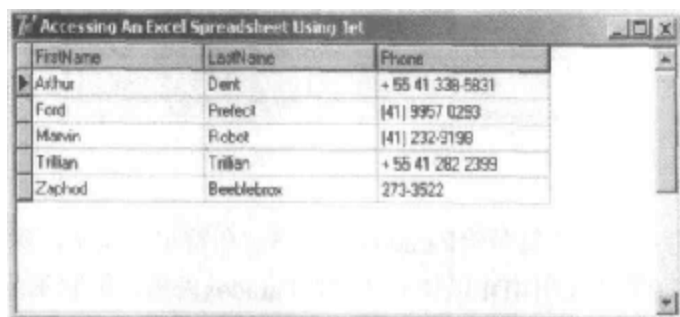 Accessing An Excel Spreadsheet Using Jet
FirstName LastName Phone
Arthur Dent + 55 41 338-5831
Ford Prefect (41) 9957 0293
Marvin Robot (41) 232-9198
Trillian Trillian + 55 41 282 2399
Zaphod Beeblebrox 273-3522